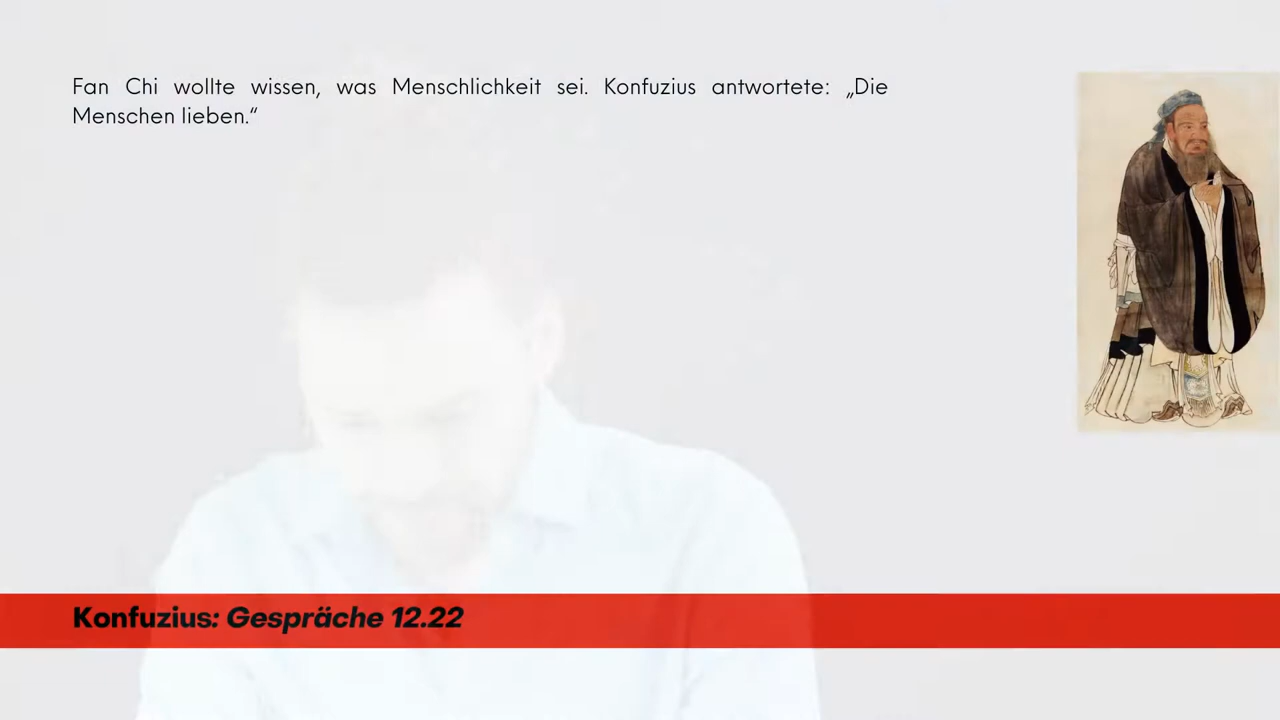 Fan Chi wollte wissen, was Menschlichkeit sei. Konfuzius antwortete: „Die
Menschen lieben.“
Konfuzius: Gespräche 12.22